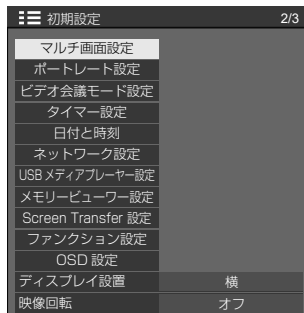 初期設定 2/3
マルチ画面設定
ポートレート設定
ビデオ会議モード設定
タイマー設定
日付と時刻
ネットワーク設定
USBメディアプレーヤー設定
メモリービューワー設定
Screen Transfer 設定
ファンクション設定
OSD 設定
ディスプレイ設置 横
映像回転 オフ